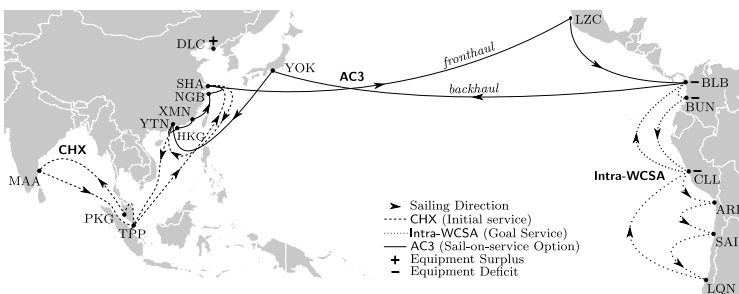 LZC
DLC +
fronthaul
YOK
AC3
SHA
BLB
backhaul
NGB
BUN
XMN
YTN
HKG
CHX
Intra-WCSA
CLL
MAA
Sailing Direction
ARI
PKG
CHX (Initial service)
TPP
Intra-WCSA (Goal Service)
AC3 (Sail-on-service Option)
SAI
+ Equipment Surplus
- Equipment Deficit
LQN